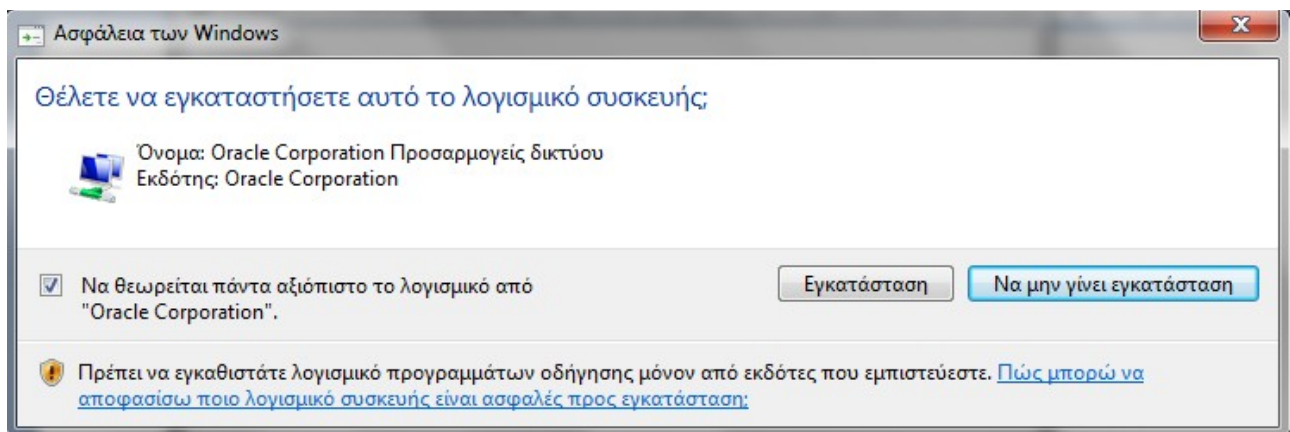 Ασφάλεια των Windows
Θέλετε να εγκαταστήσετε αυτό το λογισμικό συσκευής;
Όνομα: Oracle Corporation Προσαρμογείς δικτύου
Εκδότης: Oracle Corporation
Να θεωρείται πάντα αξιόπιστο το λογισμικό από
"Oracle Corporation".
Εγκατάσταση
Να μην γίνει εγκατάσταση
Πρέπει να εγκαθιστάτε λογισμικό προγραμμάτων οδήγησης μόνον από εκδότες που εμπιστεύεστε. Πώς μπορώ να
αποφασίσω ποιο λογισμικό συσκευής είναι ασφαλές προς εγκατάσταση;